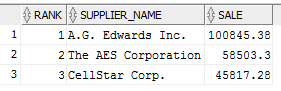 RANK SUPPLIER_NAME SALE
1 1 A.G. Edwards Inc. 100845.38
2 2 The AES Corporation 58503.3
3 3 CellStar Corp. 45817.28